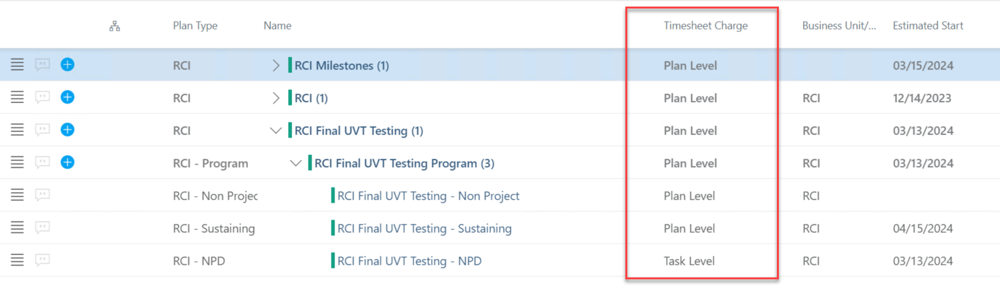 Plan Type Name Timesheet Charge Business Unit/... Estimated Start
RCI RCI Milestones (1) Plan Level 03/15/2024
RCI RCI (1) Plan Level RCI 12/14/2023
RCI RCI Final UVT Testing (1) Plan Level RCI 03/13/2024
RCI - Program RCI Final UVT Testing Program (3) Plan Level RCI 03/13/2024
RCI - Non Projec RCI Final UVT Testing - Non Project Plan Level RCI
RCI - Sustaining RCI Final UVT Testing - Sustaining Plan Level RCI 04/15/2024
RCI - NPD RCI Final UVT Testing - NPD Task Level RCI 03/13/2024